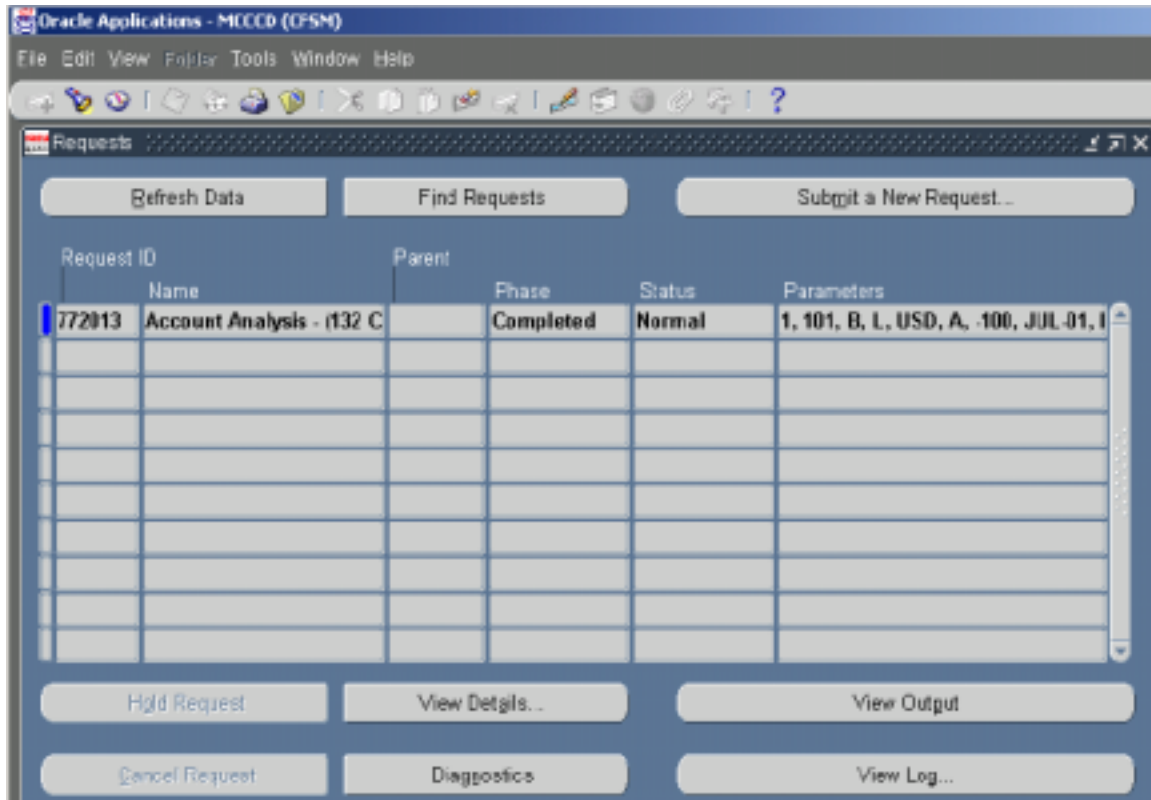 Oracle Applications - MCCCD (CFSM)
File Edit View Folder Tools Window Help
?
Requests
Refresh Data Find Requests Submit a New Request...
Request ID Parent
Name Phase Status Parameters
772013 Account Analysis - (132 C Completed Normal 1, 101, B, L, USD, A, -100, JUL-01,
Hold Request View Details... View Output
Cancel Request Diagnostics View Log...